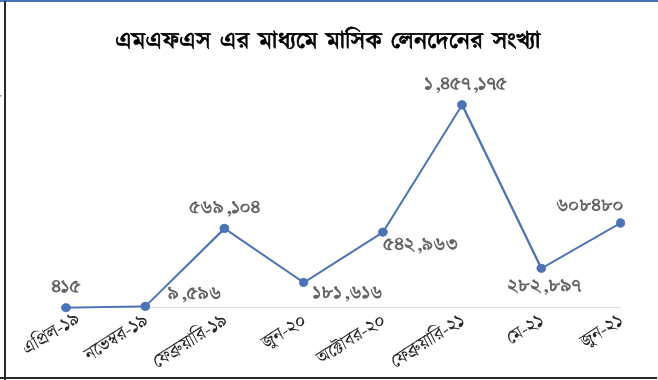 এমএফএস এর মাধ্যমে মাসিক লেনদেনের সংখ্যা
১,৪৫৭,১৭৫
৫৬৯,১০৪
৬০৮৪৮০
৫৪২,৯৬৩
৪১৫
৯,৫৯৬
১৮১,৬১৬
২৮২,৮৯৭
এপ্রিল-১৯
নভেম্বর-১৯
ফেব্রুয়ারি-১৯
জুন-২০
অক্টোবর-২০
ফেব্রুয়ারি-২১
মে-২১
জুন-২১